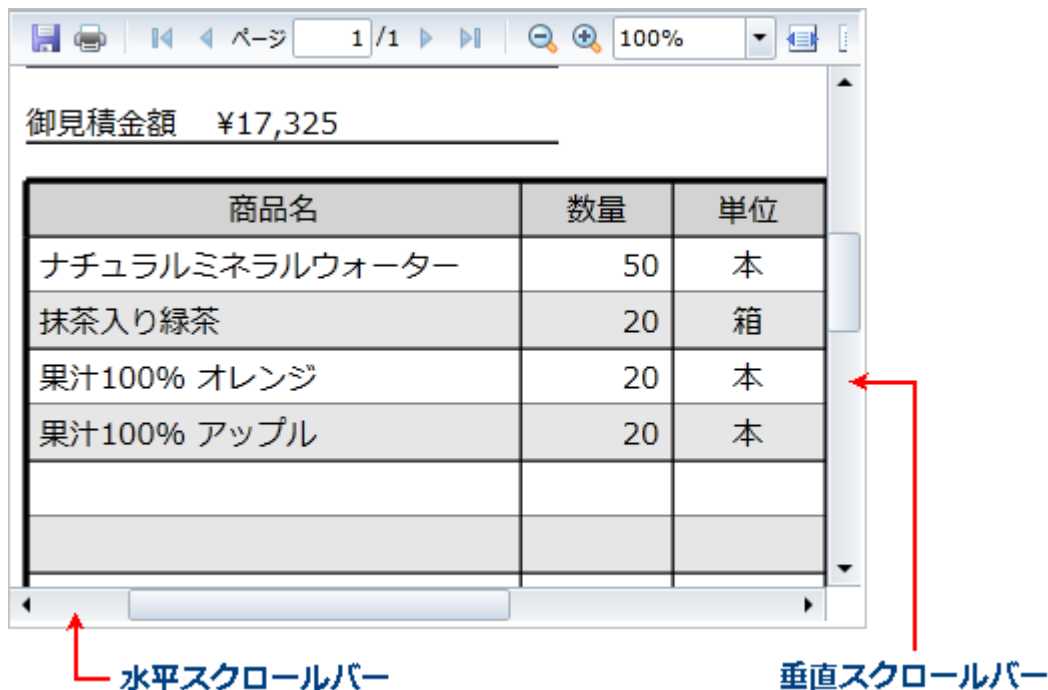 ページ 1 /1 100%
御見積金額 ¥17,325
商品名 数量 単位
ナチュラルミネラルウォーター 50 本
抹茶入り緑茶 20 箱
果汁100% オレンジ 20 本
果汁100% アップル 20 本
水平スクロールバー 垂直スクロールバー